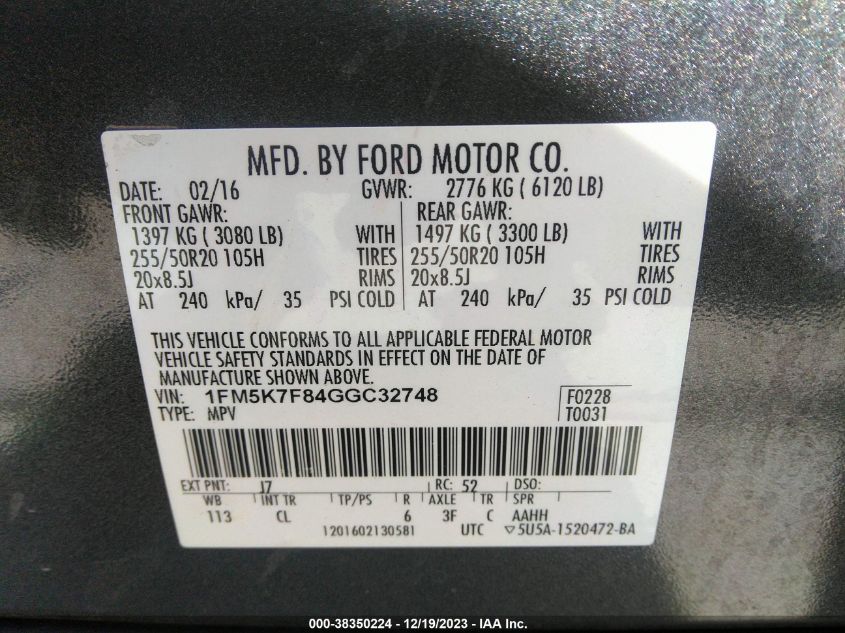 MFD. BY FORD MOTOR CO.
DATE: 02/16 GVWR: 2776 KG ( 6120 LB)
FRONT GAWR: REAR GAWR:
1397 KG ( 3080 LB) WITH 1497 KG ( 3300 LB) WITH
255/50R20 105H TIRES 255/50R20 105H TIRES
20x8.5J RIMS 20x8.5J RIMS
AT 240 kPa/ 35 PSI COLD AT 240 kPa/ 35 PSI COLD
THIS VEHICLE CONFORMS TO ALL APPLICABLE FEDERAL MOTOR
VEHICLE SAFETY STANDARDS IN EFFECT ON THE DATE OF
MANUFACTURE SHOWN ABOVE.
VIN: 1FM5K7F84GGC32748 F0228
TYPE: MPV T0031
EXT PNT: J7 RC: 52 DSO:
WB INT TR TP/PS R AXLE TR SPR
113 CL 6 3F C AAHH
1201602130581 UTC ▽5U5A-1520472-BA
000-38350224 - 12/19/2023 - IAA Inc.